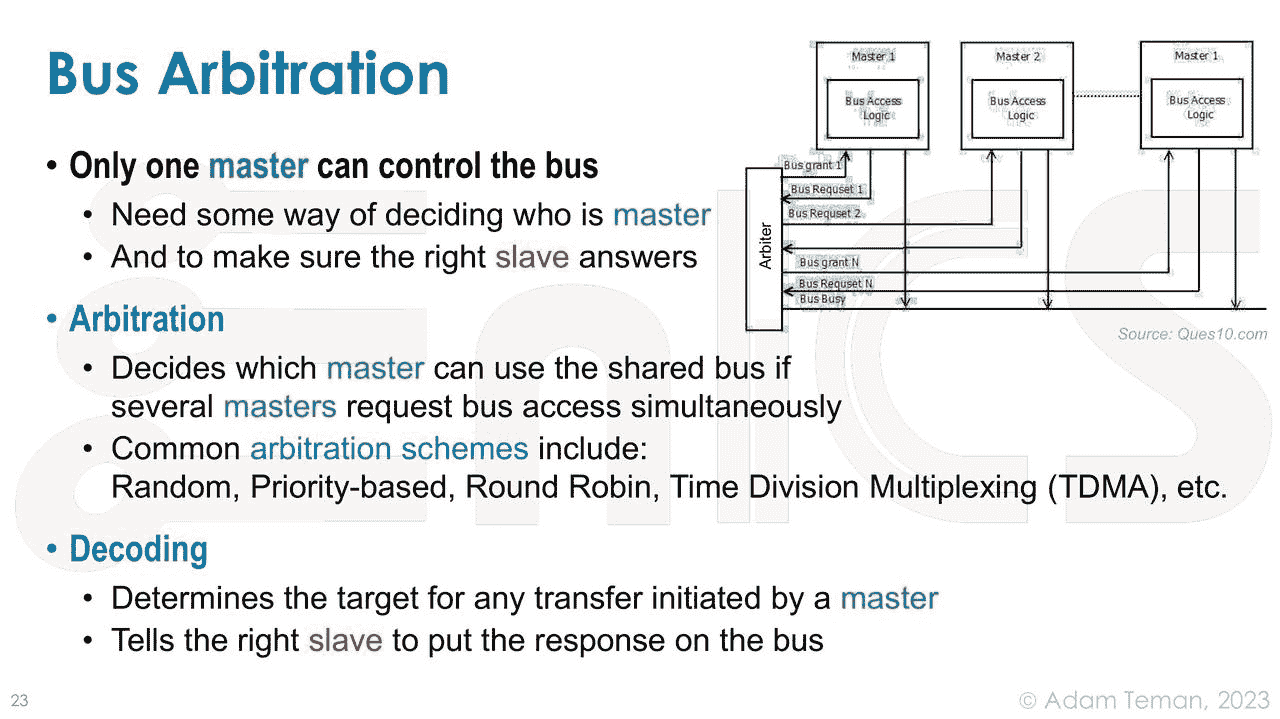 Bus Arbitration
• Only one master can control the bus
• Need some way of deciding who is master
• And to make sure the right slave answers
• Arbitration
• Decides which master can use the shared bus if
several masters request bus access simultaneously
• Common arbitration schemes include:
Random, Priority-based, Round Robin, Time Division Multiplexing (TDMA), etc.
• Decoding
• Determines the target for any transfer initiated by a master
• Tells the right slave to put the response on the bus
Master 1
Bus Access
Logic
Master 2
Bus Access
Logic
Master 1
Bus Access
Logic
Arbiter
Bus grant 1
Bus Requset 1
Bus Requset 2
Bus grant N
Bus Requset N
Bus Busy
Source: Ques10.com
EnICS
23
© Adam Teman, 2023